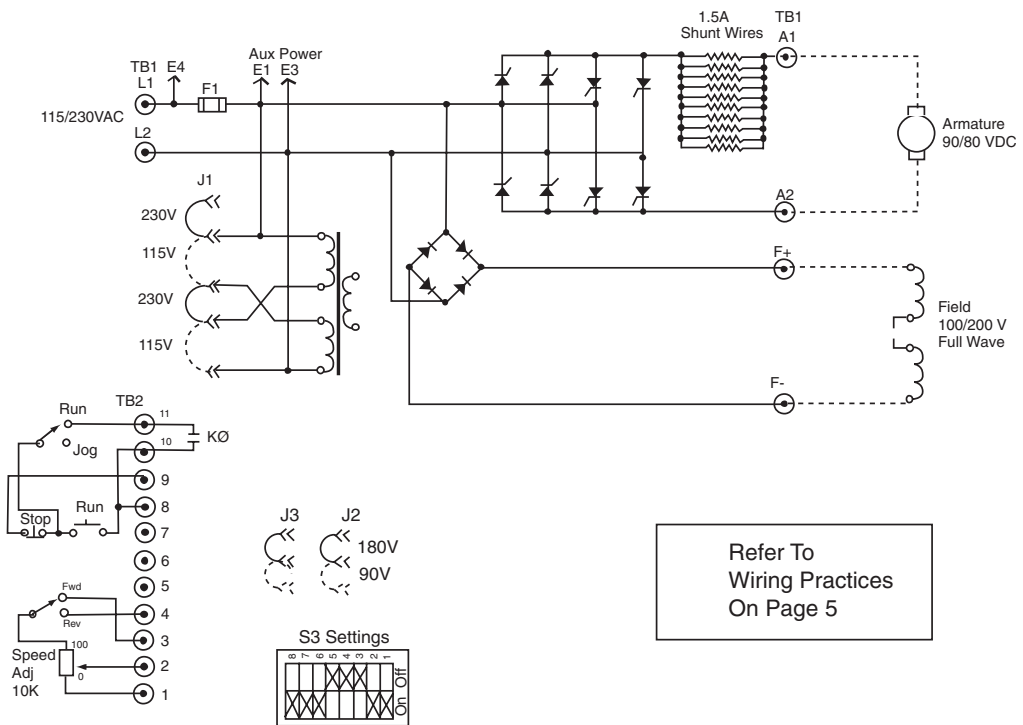 1.5A
Shunt Wires
TB1
A1
Aux Power
E1 E3
TB1 E4
L1
F1
115/230VAC
L2
Armature
90/80 VDC
J1
230V
115V
230V
115V
A2
F+
Field
100/200 V
Full Wave
F-
TB2
Run
Jog
11
10
KØ
9
8
7
6
5
4
3
2
1
Stop
Run
Fwd
Rev
100
0
Speed
Adj
10K
J3 J2
180V
90V
S3 Settings
8 7 6 5 4 3 2 1
On Off
Refer To
Wiring Practices
On Page 5